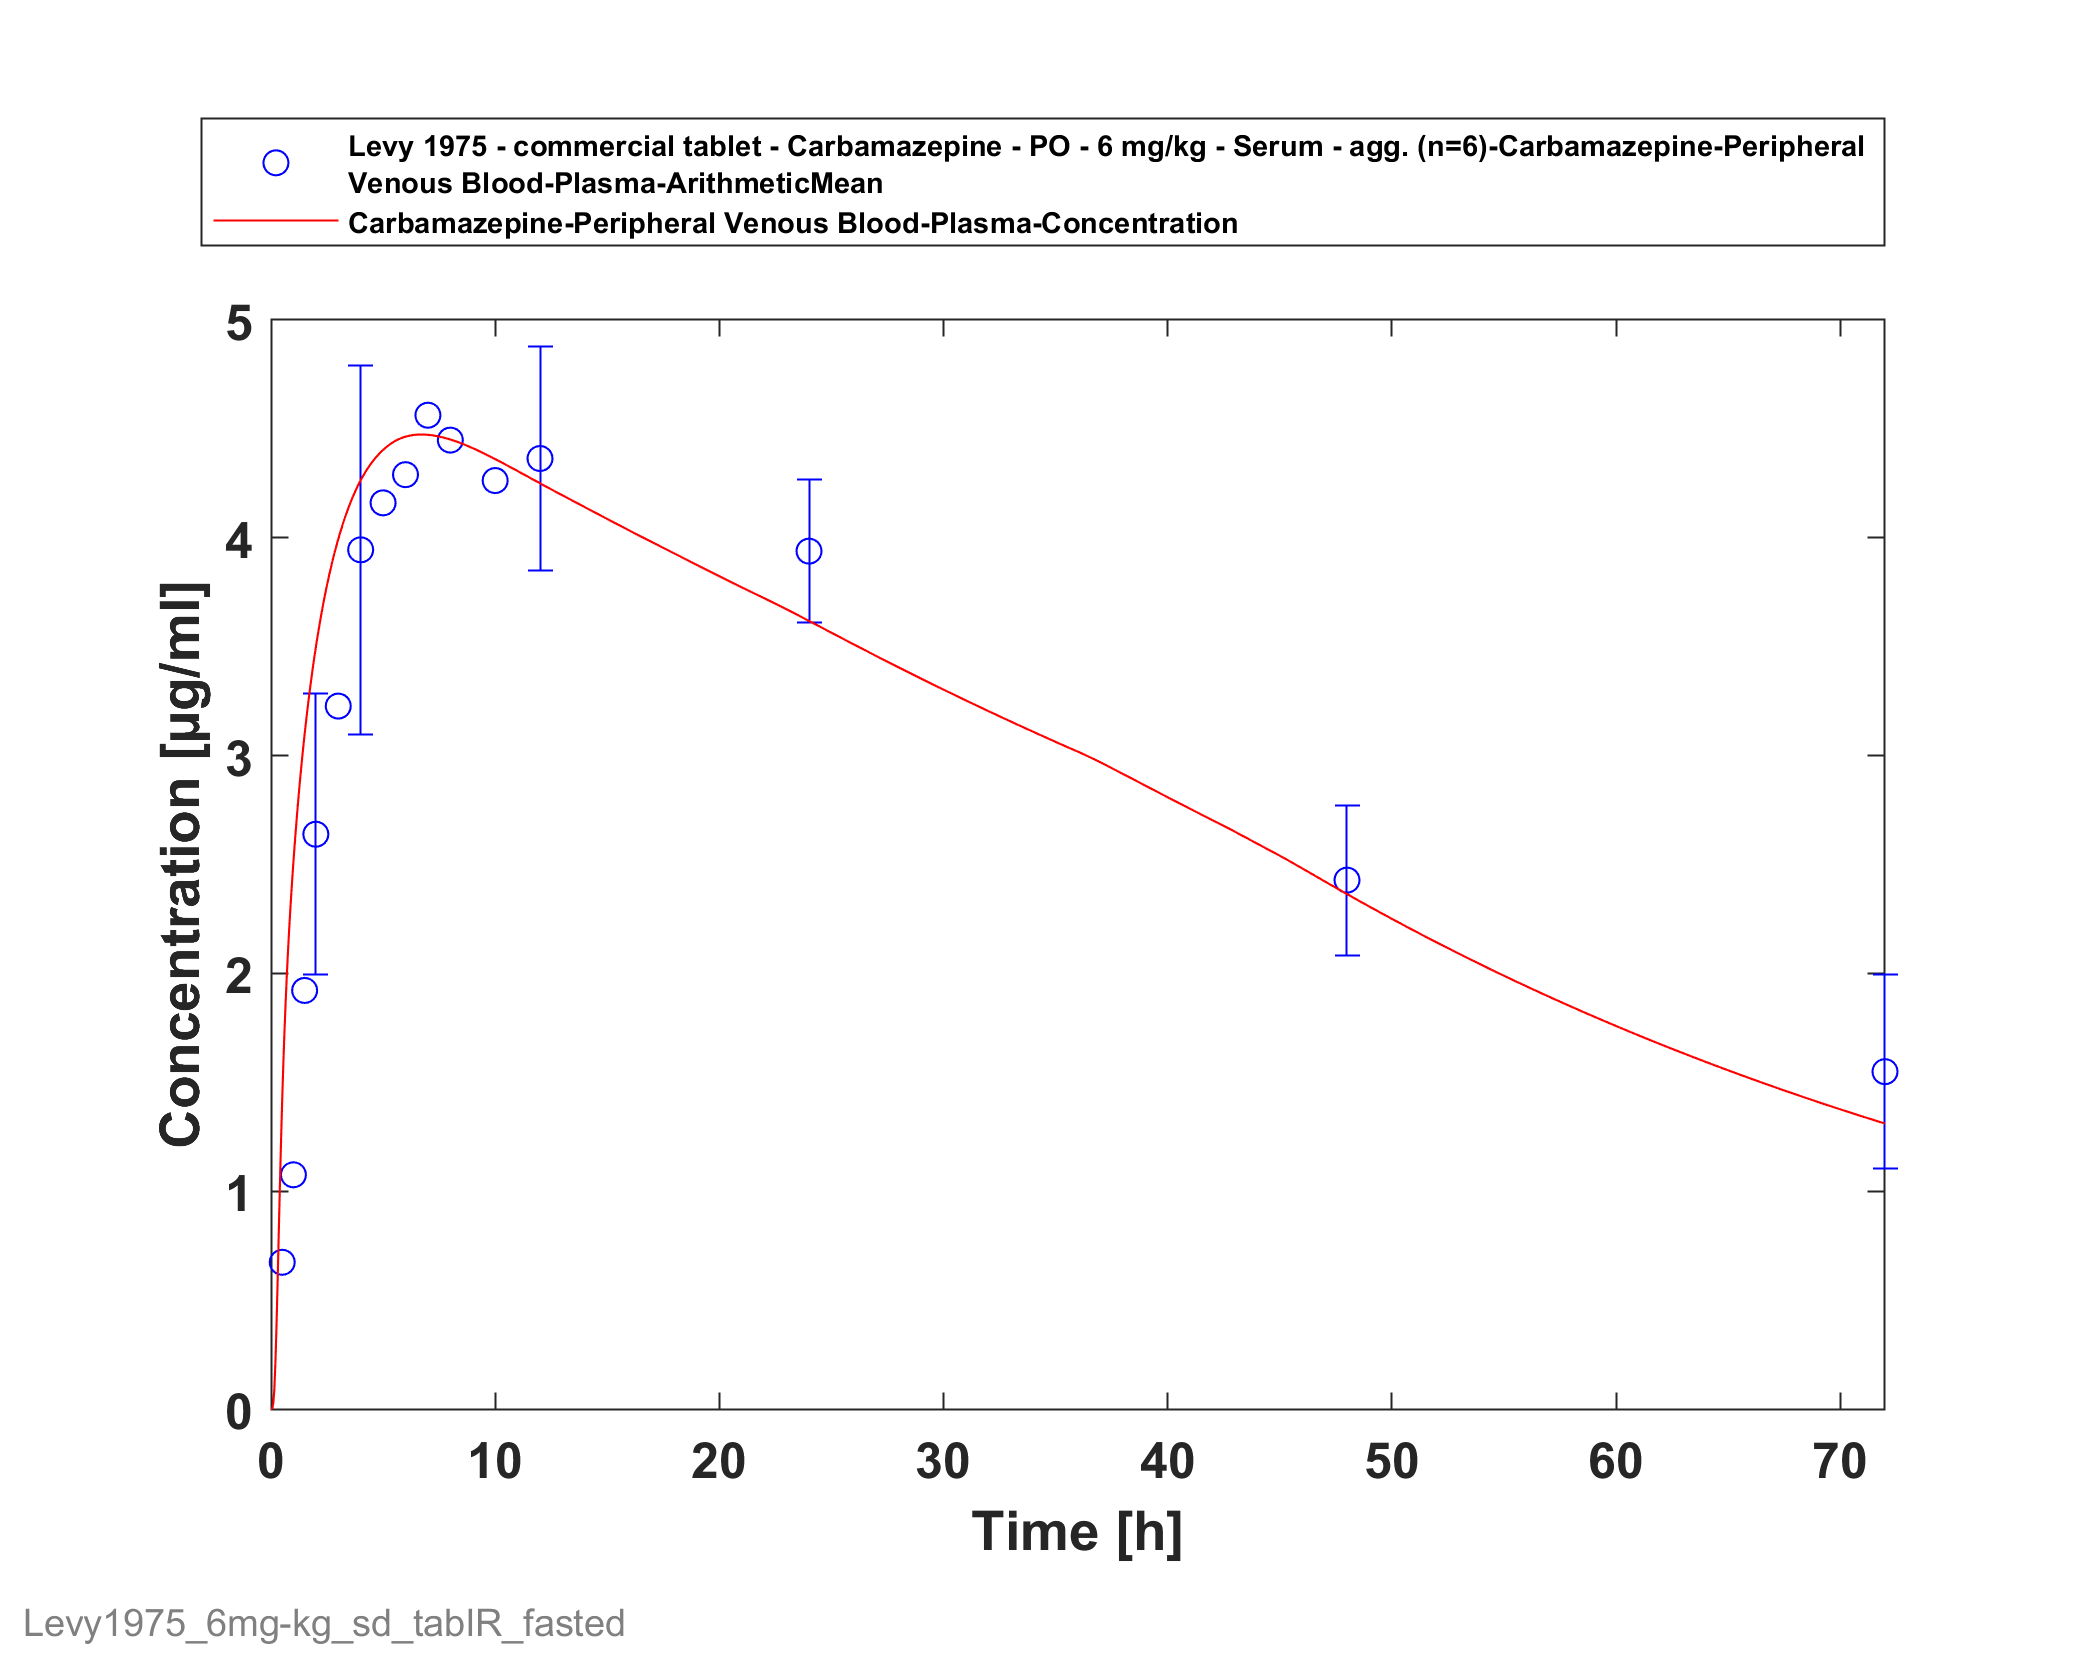 Levy 1975 - commercial tablet - Carbamazepine - PO - 6 mg/kg - Serum - agg. (n=6)-Carbamazepine-Peripheral
Venous Blood-Plasma-ArithmeticMean
Carbamazepine-Peripheral Venous Blood-Plasma-Concentration
5
4
3
2
1
0
Concentration [µg/ml]
0 10 20 30 40 50 60 70
Time [h]
Levy1975_6mg-kg_sd_tabIR_fasted